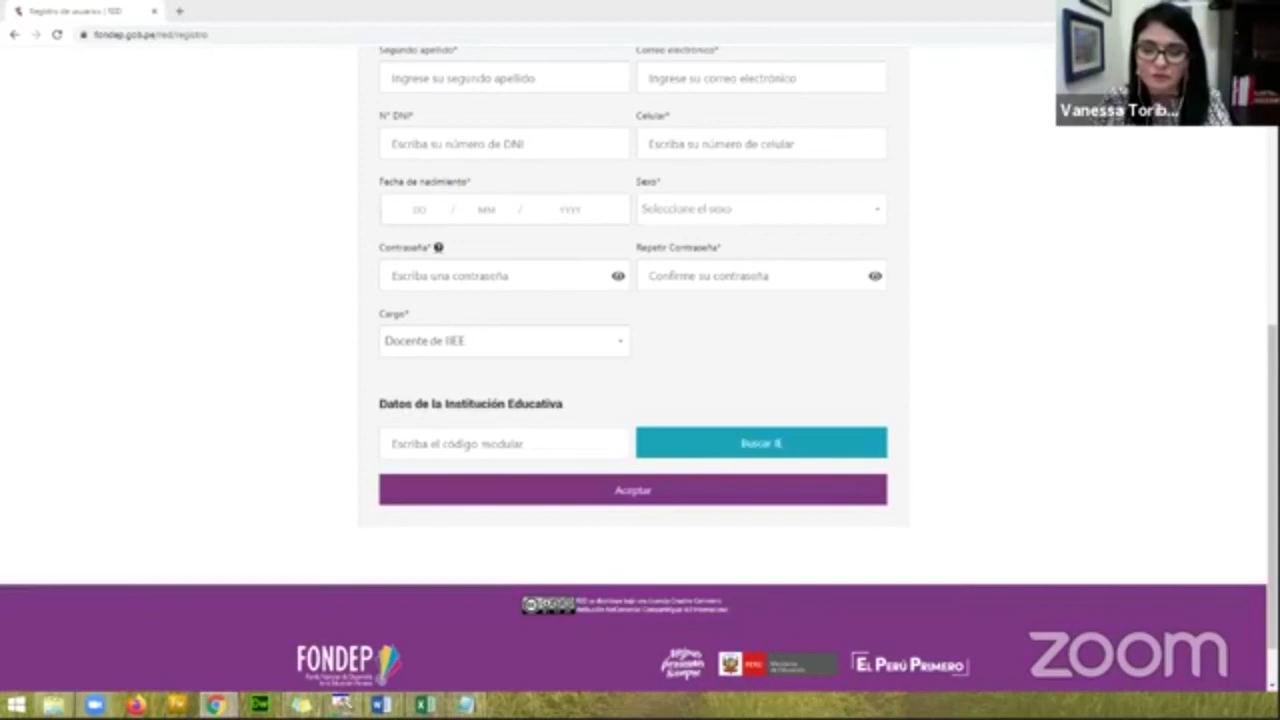 Registro de usuarios | RED
fondep.gob.pe/red/registro
Vanessa Torib...
Segundo apellido*
Correo electrónico*
Ingrese su segundo apellido
Ingrese su correo electrónico
N° DNI*
Celular*
Escriba su número de DNI
Escriba su número de celular
Fecha de nacimiento*
Sexo*
DD / MM / YYYY
Seleccione el sexo
Contraseña*
Repetir Contraseña*
Escriba una contraseña
Confirme su contraseña
Cargo*
Docente de IIEE
Datos de la Institución Educativa
Escriba el código modular
Buscar IE
Aceptar
FONDEP
PERÚ
EL PERÚ PRIMERO
zoom